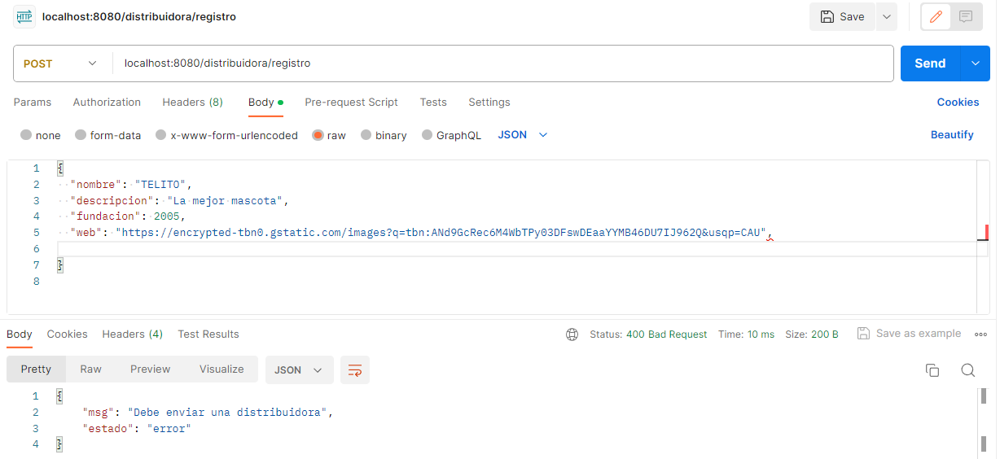 HTTP localhost:8080/distribuidora/registro Save
POST localhost:8080/distribuidora/registro Send
Params Authorization Headers (8) Body Pre-request Script Tests Settings Cookies
none form-data x-www-form-urlencoded raw binary GraphQL JSON Beautify
1 {
2 "nombre": "TELITO",
3 "descripcion": "La mejor mascota",
4 "fundacion": 2005,
5 "web": "https://encrypted-tbn0.gstatic.com/images?q=tbn:ANd9GcRec6M4WbTPy03DFswDEaaYYMB46DU7IJ962Q&usqp=CAU",
6
7 }
8
Body Cookies Headers (4) Test Results Status: 400 Bad Request Time: 10 ms Size: 200 B Save as example
Pretty Raw Preview Visualize JSON
1 {
2 "msg": "Debe enviar una distribuidora",
3 "estado": "error"
4 }